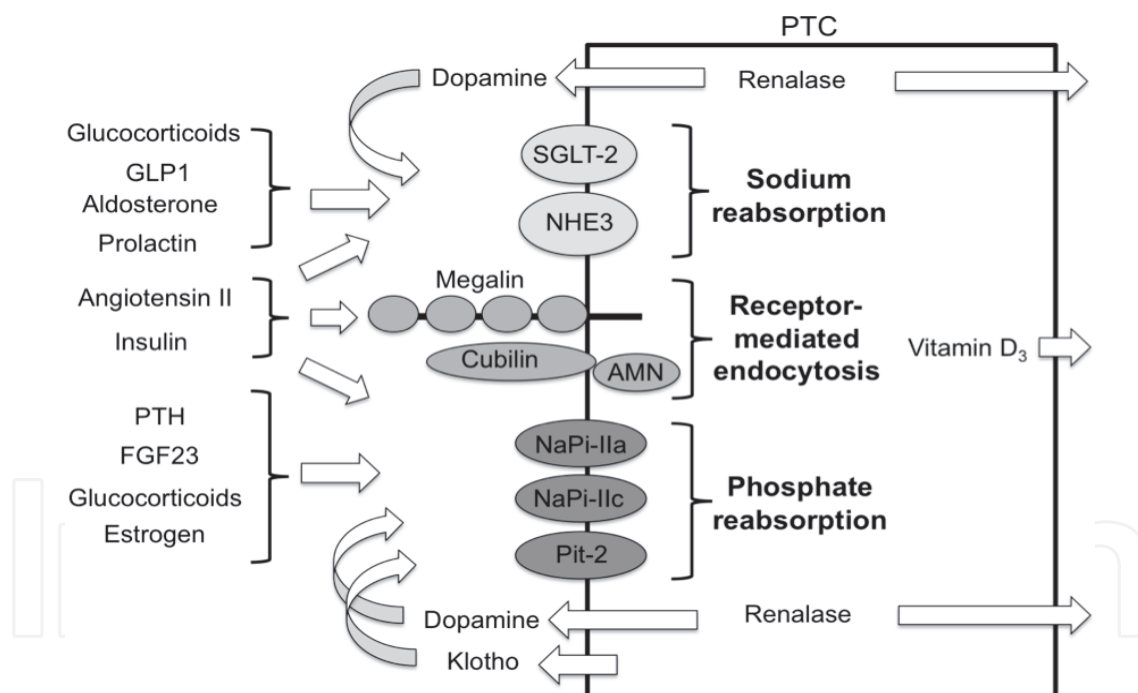 PTC
Dopamine
Renalase
Glucocorticoids
GLP1
Aldosterone
Prolactin
SGLT-2
NHE3
Sodium
reabsorption
Angiotensin II
Insulin
Megalin
Cubilin
AMN
Receptor-
mediated
endocytosis
Vitamin D₃
PTH
FGF23
Glucocorticoids
Estrogen
NaPi-IIa
NaPi-IIc
Pit-2
Phosphate
reabsorption
Dopamine
Renalase
Klotho